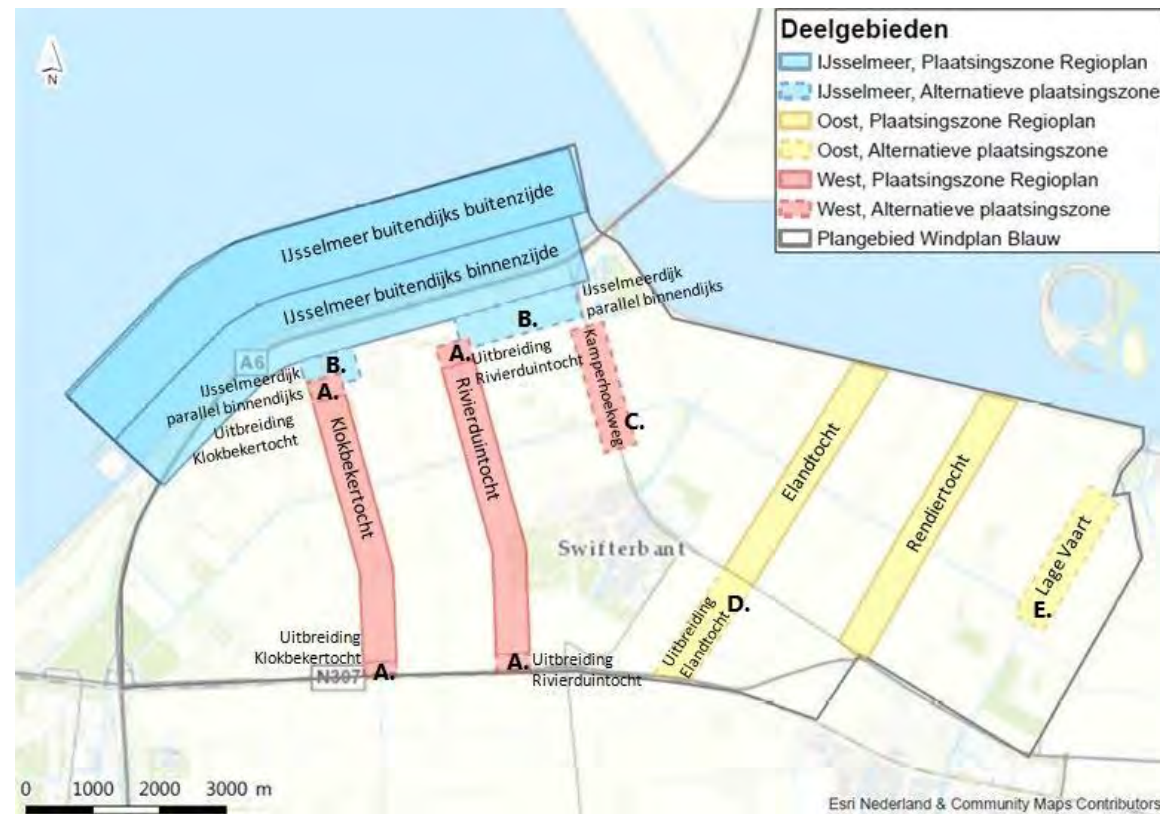 Deelgebieden
IJsselmeer, Plaatsingszone Regioplan
IJsselmeer, Alternatieve plaatsingszone
Oost, Plaatsingszone Regioplan
Oost, Alternatieve plaatsingszone
West, Plaatsingszone Regioplan
West, Alternatieve plaatsingszone
Plangebied Windplan Blauw
N
IJsselmeer buitendijks buitenzijde
IJsselmeer buitendijks binnenzijde
IJsselmeerdijk
parallel binnendijks
B.
A6
B.
A.
A.
Uitbreiding
Rivierduintocht
IJsselmeerdijk
parallel binnendijks
Uitbreiding
Klokbekertocht
Klokbekertocht
Rivierduintocht
Kamperhoekweg
C.
Elandtocht
Rendiertocht
Lage Vaart
E.
Swifterbant
D.
Uitbreiding
Elandtocht
Uitbreiding
Klokbekertocht
A.
N307
A.
Uitbreiding
Rivierduintocht
0 1000 2000 3000 m
Esri Nederland & Community Maps Contributors